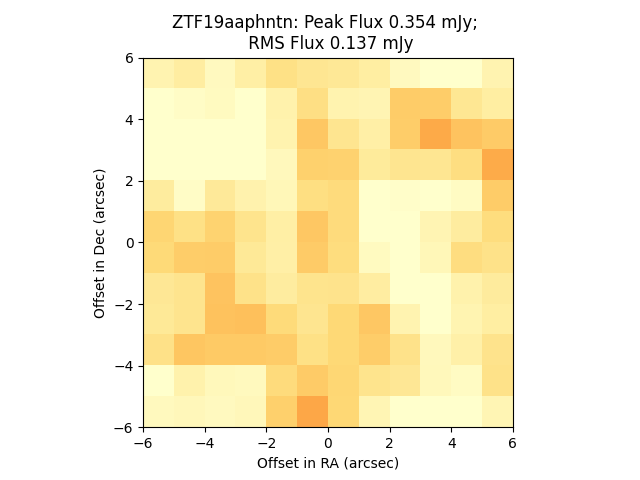 ZTF19aaphntn: Peak Flux 0.354 mJy;
RMS Flux 0.137 mJy
6
4
2
0
−2
−4
−6
Offset in Dec (arcsec)
−6 −4 −2 0 2 4 6
Offset in RA (arcsec)